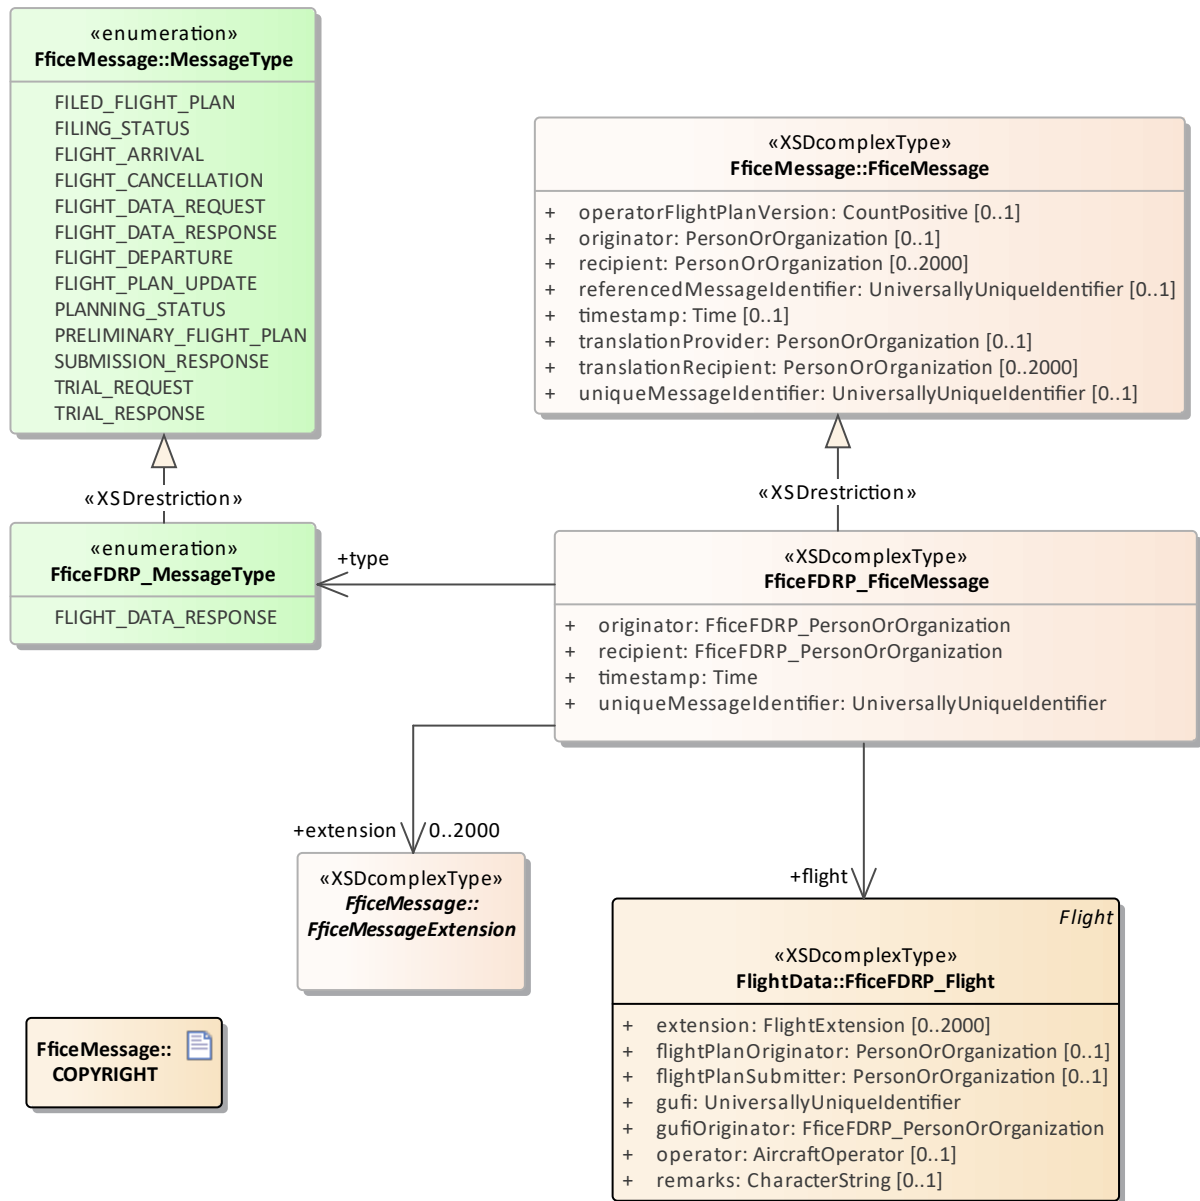 «enumeration»
FficeMessage::MessageType
FILED_FLIGHT_PLAN
FILING_STATUS
FLIGHT_ARRIVAL
FLIGHT_CANCELLATION
FLIGHT_DATA_REQUEST
FLIGHT_DATA_RESPONSE
FLIGHT_DEPARTURE
FLIGHT_PLAN_UPDATE
PLANNING_STATUS
PRELIMINARY_FLIGHT_PLAN
SUBMISSION_RESPONSE
TRIAL_REQUEST
TRIAL_RESPONSE
«XSDcomplexType»
FficeMessage::FficeMessage
+ operatorFlightPlanVersion: CountPositive [0..1]
+ originator: PersonOrOrganization [0..1]
+ recipient: PersonOrOrganization [0..2000]
+ referencedMessageIdentifier: UniversallyUniqueIdentifier [0..1]
+ timestamp: Time [0..1]
+ translationProvider: PersonOrOrganization [0..1]
+ translationRecipient: PersonOrOrganization [0..2000]
+ uniqueMessageIdentifier: UniversallyUniqueIdentifier [0..1]
«XSDrestriction»
«XSDrestriction»
«enumeration»
FficeFDRP_MessageType
FLIGHT_DATA_RESPONSE
+type
«XSDcomplexType»
FficeFDRP_FficeMessage
+ originator: FficeFDRP_PersonOrOrganization
+ recipient: FficeFDRP_PersonOrOrganization
+ timestamp: Time
+ uniqueMessageIdentifier: UniversallyUniqueIdentifier
+extension 0..2000
«XSDcomplexType»
FficeMessage::
FficeMessageExtension
+flight
Flight
«XSDcomplexType»
FlightData::FficeFDRP_Flight
+ extension: FlightExtension [0..2000]
+ flightPlanOriginator: PersonOrOrganization [0..1]
+ flightPlanSubmitter: PersonOrOrganization [0..1]
+ gufi: UniversallyUniqueIdentifier
+ gufiOriginator: FficeFDRP_PersonOrOrganization
+ operator: AircraftOperator [0..1]
+ remarks: CharacterString [0..1]
FficeMessage::
COPYRIGHT